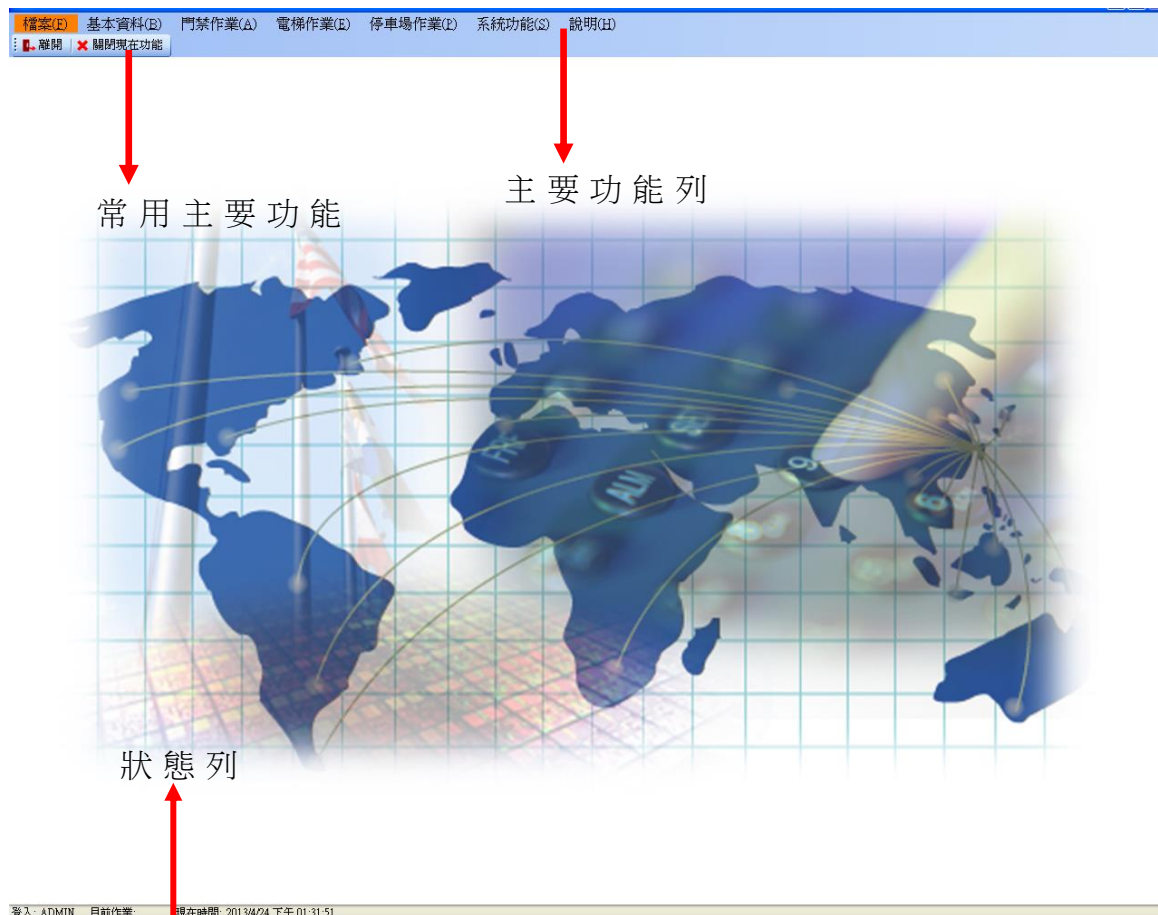 檔案(F) 基本資料(B) 門禁作業(A) 電梯作業(E) 停車場作業(P) 系統功能(S) 說明(H)
離開 關閉現在功能
主要功能列
常用主要功能
9
ALM
6
狀態列
登入: ADMIN 目前作業: 現在時間: 2013/4/24 下午 01:31:51